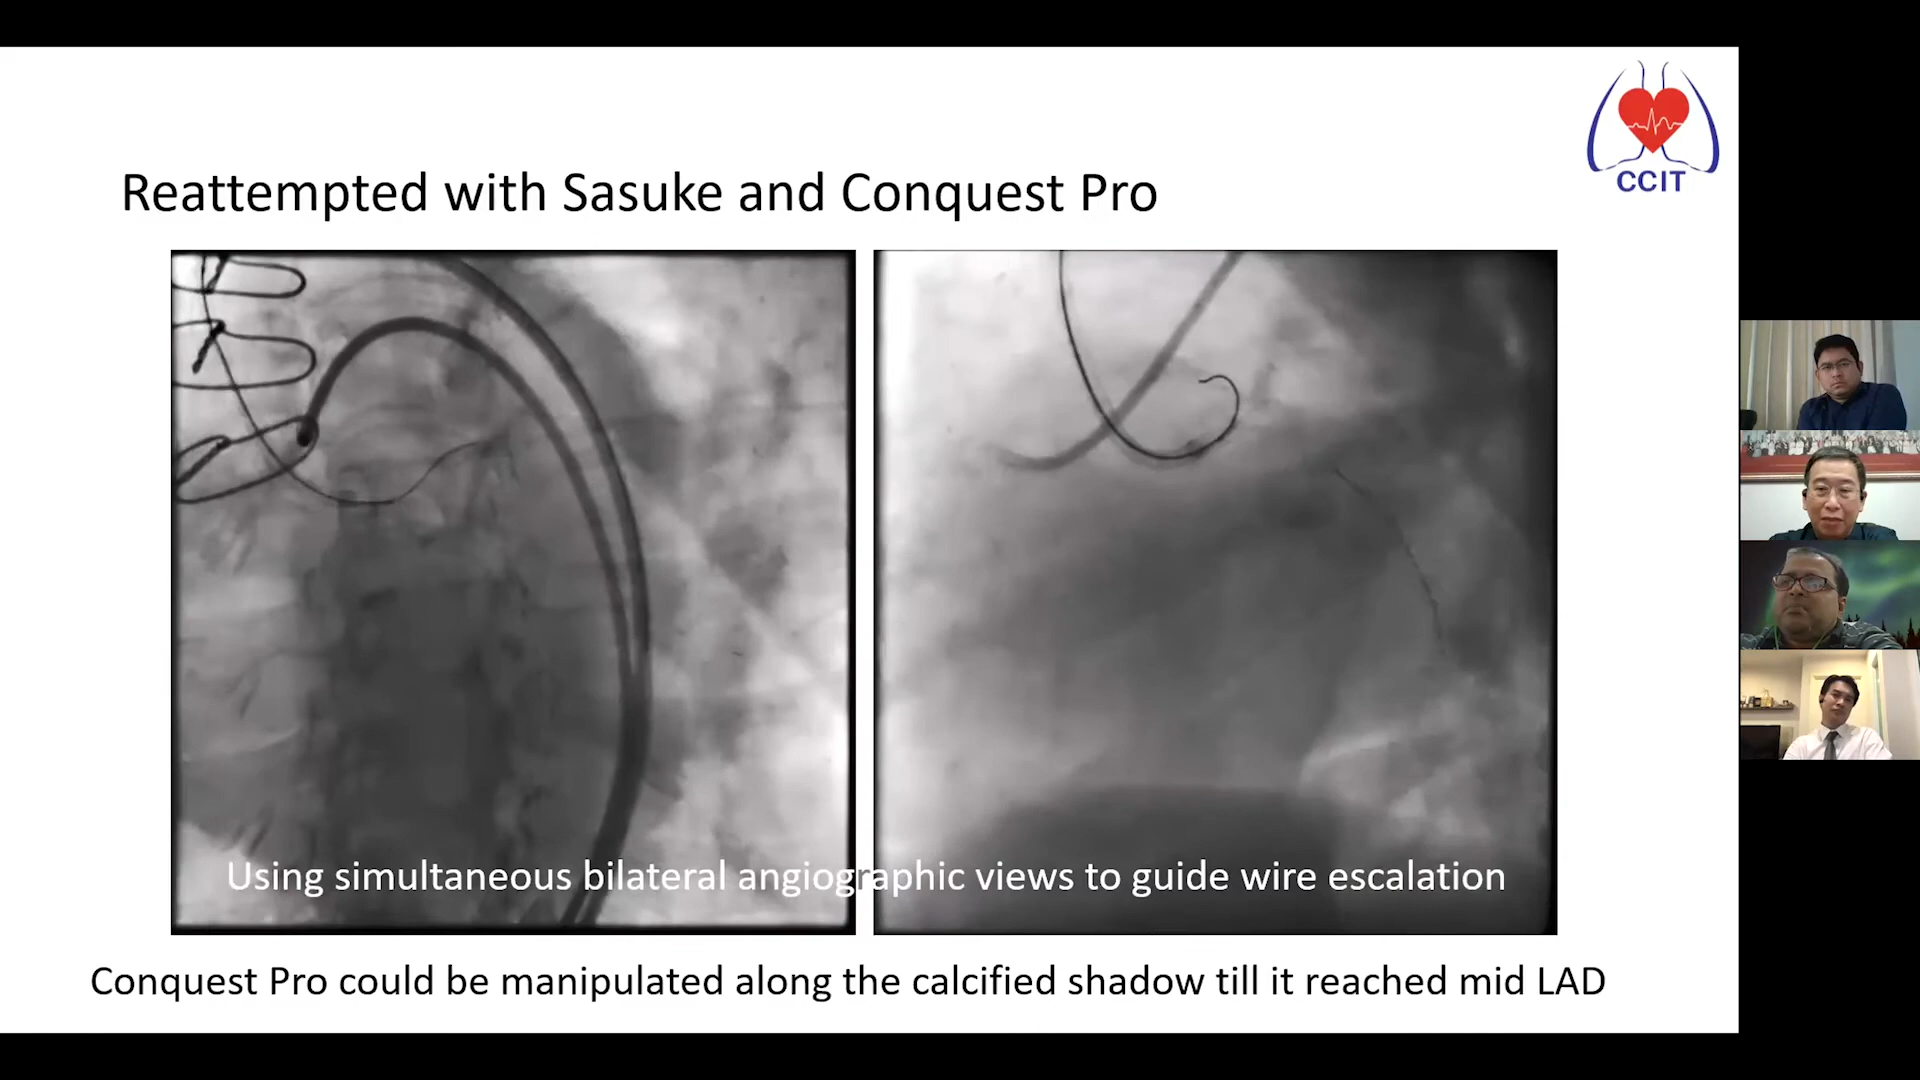 CCIT
Reattempted with Sasuke and Conquest Pro
Using simultaneous bilateral angiographic views to guide wire escalation
Conquest Pro could be manipulated along the calcified shadow till it reached mid LAD